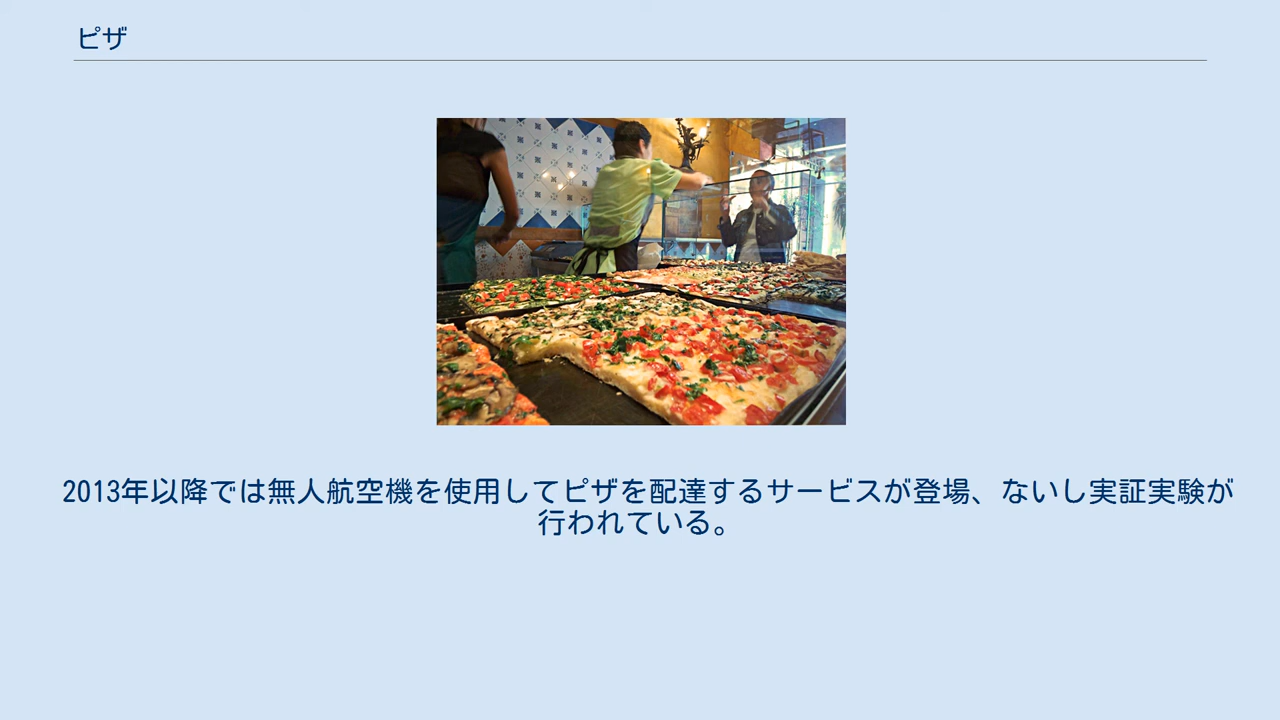 ピザ
2013年以降では無人航空機を使用してピザを配達するサービスが登場、ないし実証実験が
行われている。